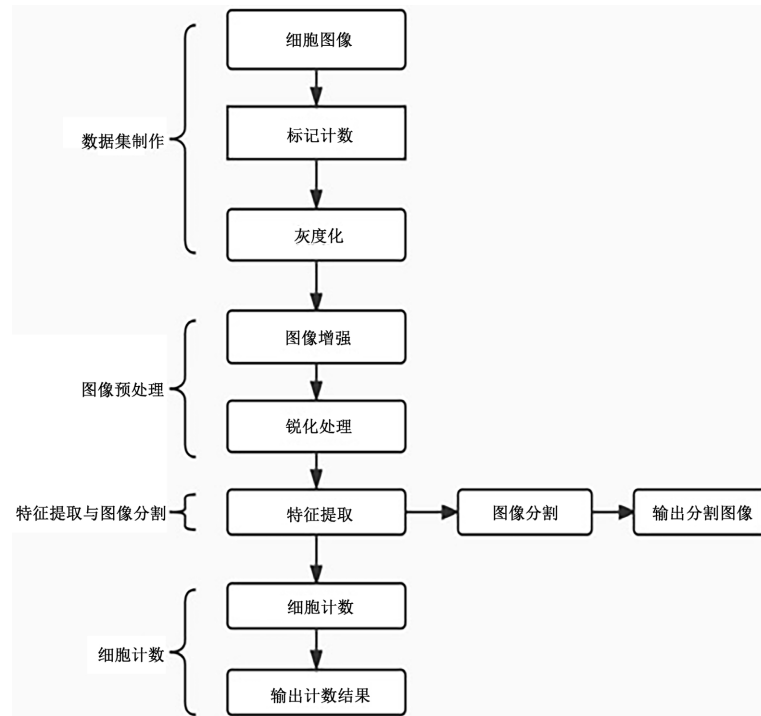 细胞图像
标记计数
数据集制作
灰度化
图像增强
图像预处理
锐化处理
特征提取与图像分割
特征提取
图像分割
输出分割图像
细胞计数
细胞计数
输出计数结果